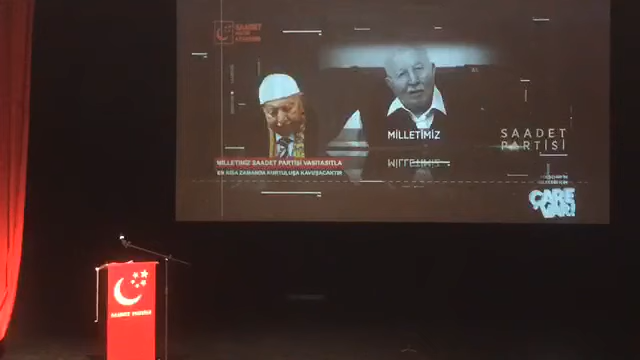 SAADET
MİLLETİMİZ
SAADET
PARTİSİ
MİLLETİMİZ SAADET PARTİSİ VASITASIYLA
EN KISA ZAMANDA KURTULUŞA KAVUŞACAKTIR
ÇARE
VAR!
SAADET PARTİSİ